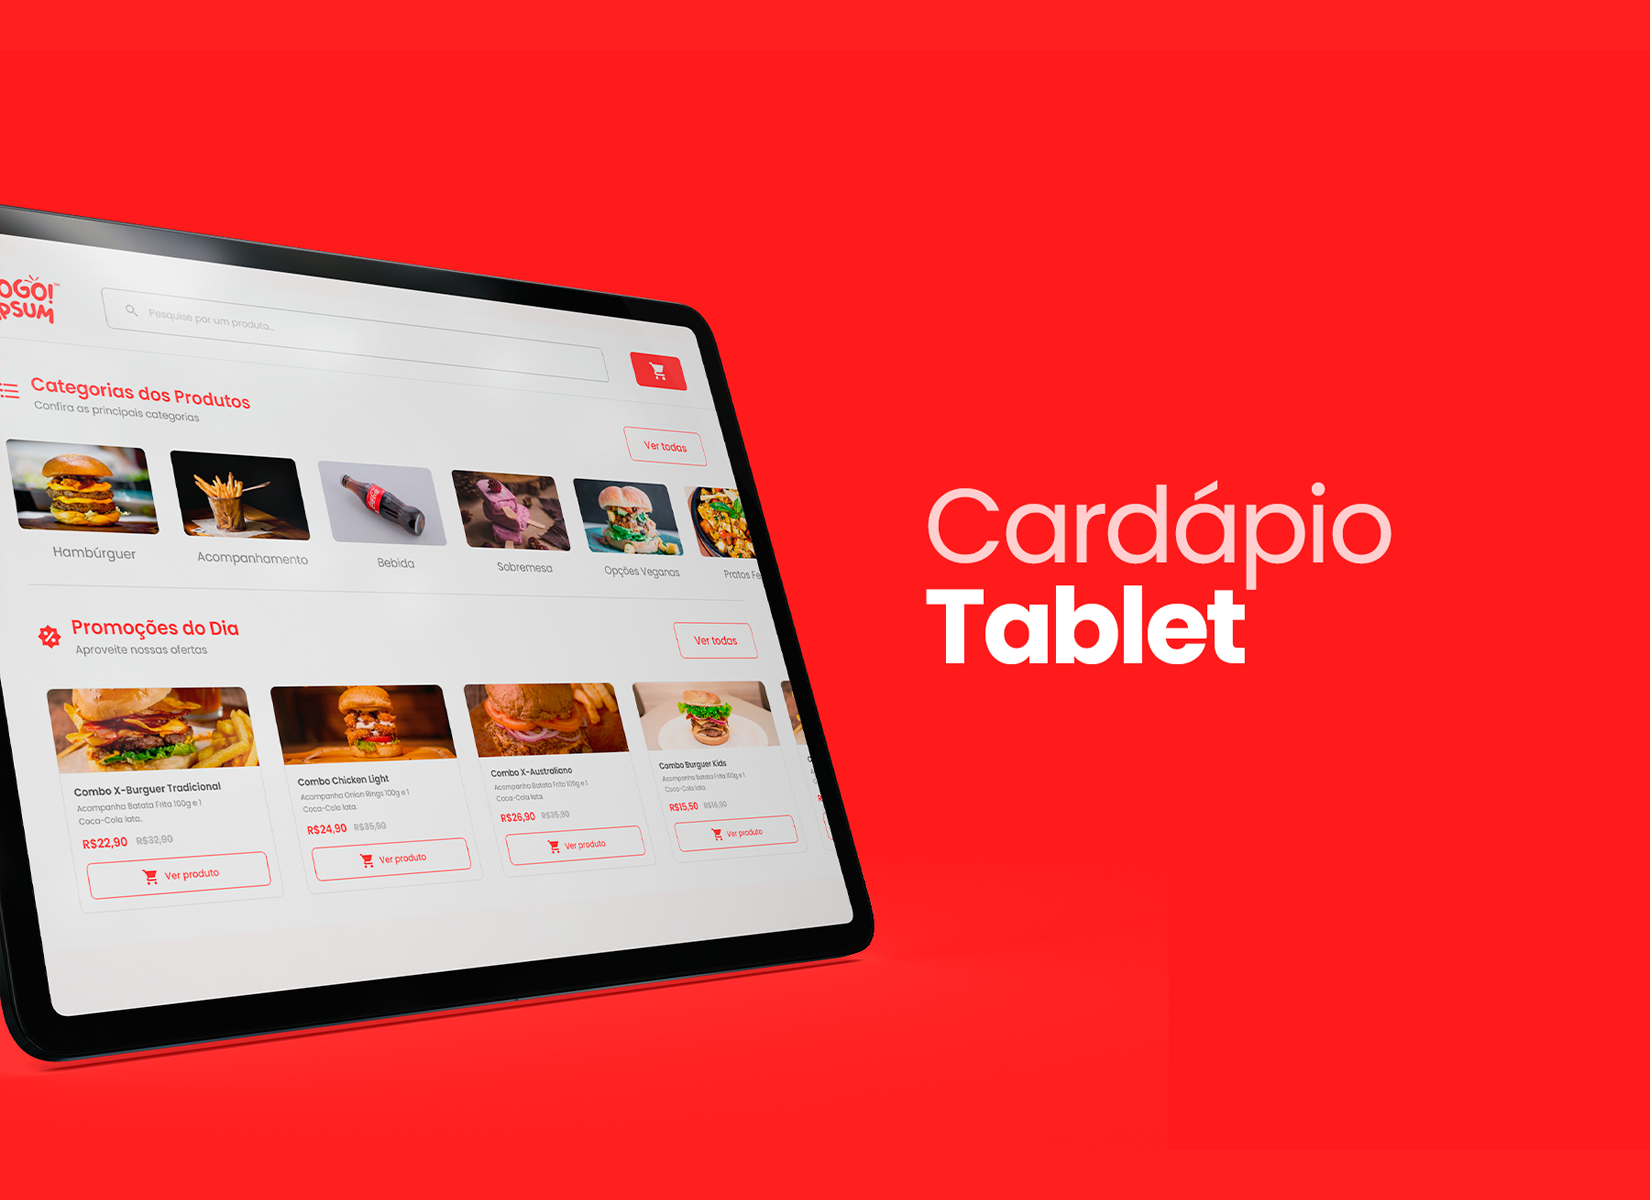 OGO!
IPSUM
Pesquise por um produto...
Categorias dos Produtos
Confira as principais categorias
Ver todas
Hambúrguer
Acompanhamento
Bebida
Sobremesa
Opções Veganas
Pratos Fe
Promoções do Dia
Aproveite nossas ofertas
Ver todas
Combo X-Burguer Tradicional
Acompanha Batata Frita 100g e 1
Coca-Cola lata.
R$22,90 R$32,90
Ver produto
Combo Chicken Light
Acompanha Onion Rings 100g e 1
Coca-Cola lata.
R$24,90 R$35,90
Ver produto
Combo X-Australiano
Acompanha Batata Frita 100g e 1
Coca-Cola lata.
R$26,90 R$35,90
Ver produto
Combo Burguer Kids
Acompanha Batata Frita 100g e 1
Coca-Cola lata.
R$15,50 R$18,90
Ver produto
Cardápio
Tablet